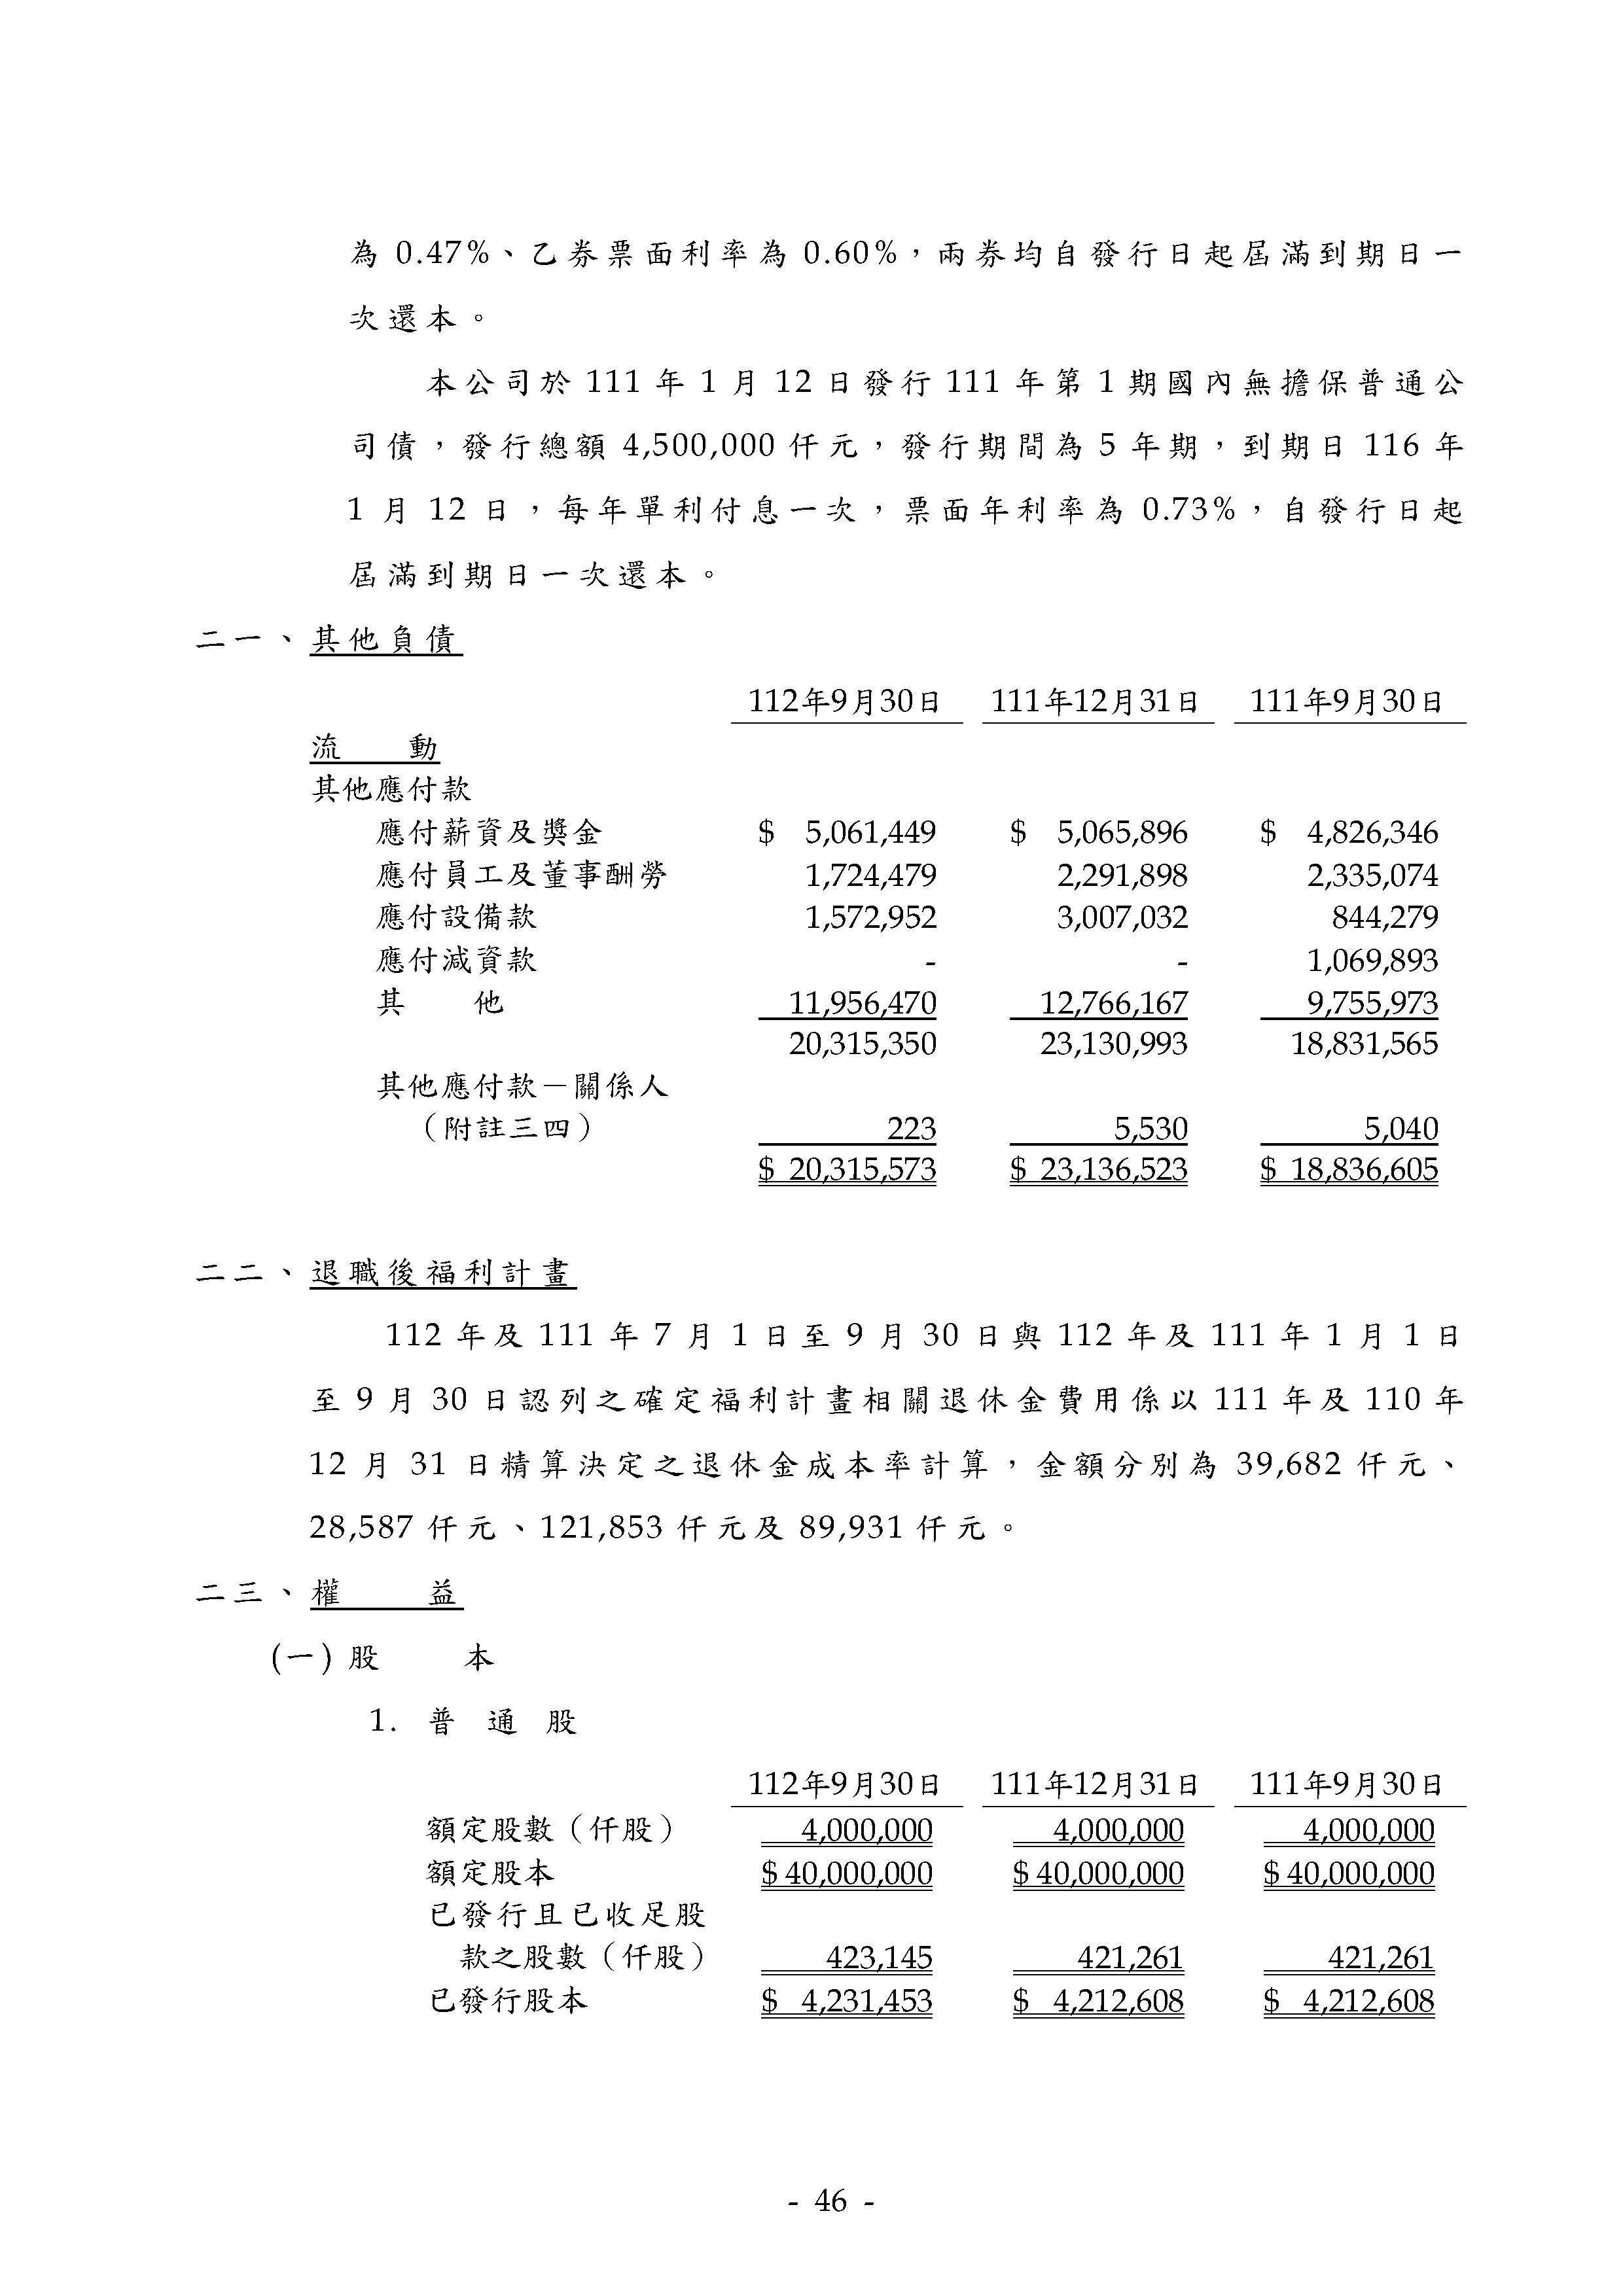 為 0.47%、乙券票面利率為 0.60%，兩券均自發行日起屆滿到期日一
次還本。
本公司於 111 年 1 月 12 日發行 111 年第 1 期國內無擔保普通公
司債，發行總額 4,500,000 仟元，發行期間為 5 年期，到期日 116 年
1 月 12 日，每年單利付息一次，票面年利率為 0.73%，自發行日起
屆滿到期日一次還本。
二一、其他負債
112年9月30日 111年12月31日 111年9月30日
流 動
其他應付款
應付薪資及獎金 $ 5,061,449 $ 5,065,896 $ 4,826,346
應付員工及董事酬勞 1,724,479 2,291,898 2,335,074
應付設備款 1,572,952 3,007,032 844,279
應付減資款 - - 1,069,893
其 他 11,956,470 12,766,167 9,755,973
20,315,350 23,130,993 18,831,565
其他應付款－關係人
（附註三四） 223 5,530 5,040
$ 20,315,573 $ 23,136,523 $ 18,836,605
二二、退職後福利計畫
112 年及 111 年 7 月 1 日至 9 月 30 日與 112 年及 111 年 1 月 1 日
至 9 月 30 日認列之確定福利計畫相關退休金費用係以 111 年及 110 年
12 月 31 日精算決定之退休金成本率計算，金額分別為 39,682 仟元、
28,587 仟元、121,853 仟元及 89,931 仟元。
二三、權 益
(一) 股 本
1. 普通股
112年9月30日 111年12月31日 111年9月30日
額定股數（仟股） 4,000,000 4,000,000 4,000,000
額定股本 $ 40,000,000 $ 40,000,000 $ 40,000,000
已發行且已收足股
款之股數（仟股） 423,145 421,261 421,261
已發行股本 $ 4,231,453 $ 4,212,608 $ 4,212,608
- 46 -